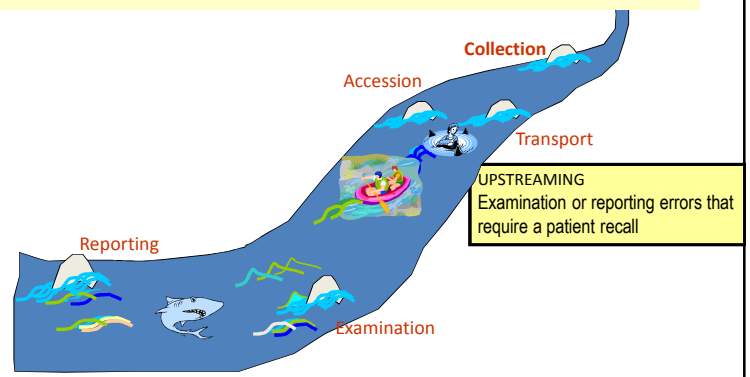 Collection
Accession
Transport
UPSTREAMING
Examination or reporting errors that
require a patient recall
Reporting
Examination